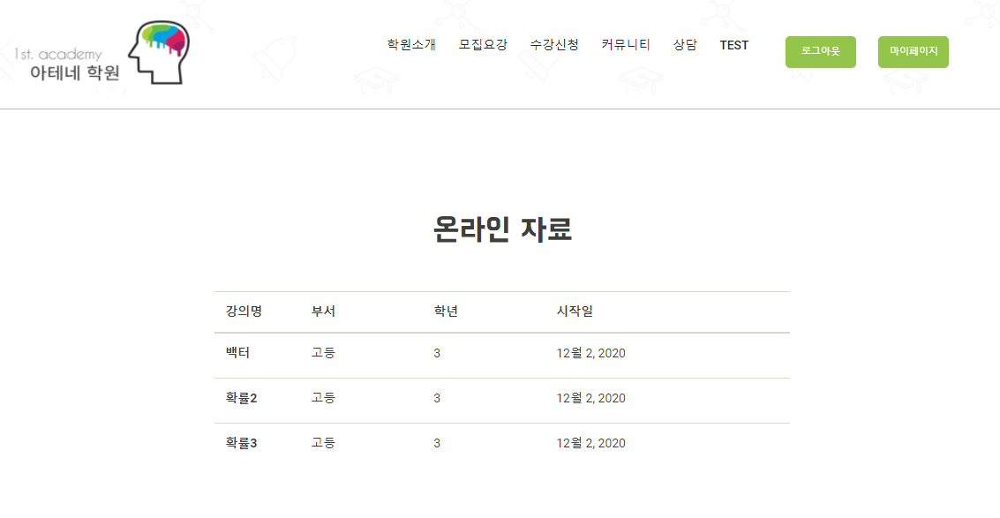 1st. academy
아테네 학원
학원소개 모집요강 수강신청 커뮤니티 상담 TEST 로그아웃 마이페이지
온라인 자료
강의명 부서 학년 시작일
백터 고등 3 12월 2, 2020
확률2 고등 3 12월 2, 2020
확률3 고등 3 12월 2, 2020